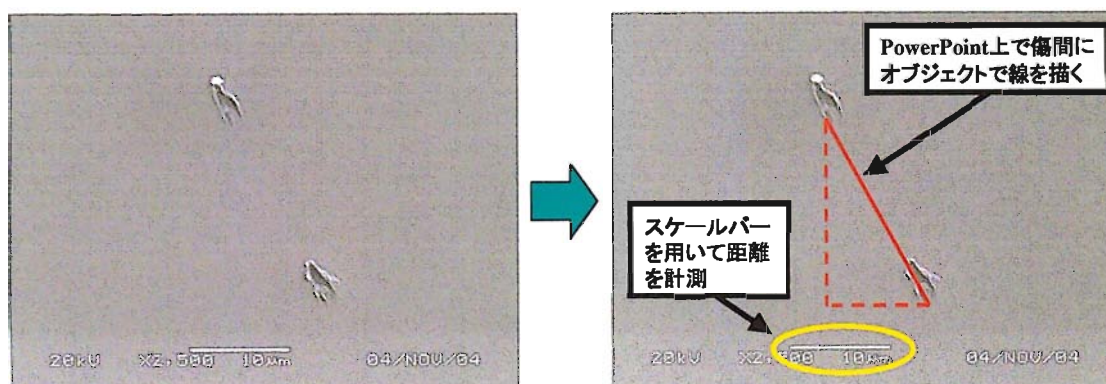 20kV X2,500 10μm 04/NOV/04
PowerPoint上で傷間に
オブジェクトで線を描く
スケールバー
を用いて距離
を計測
20kV X2,500 10μm 04/NOV/04